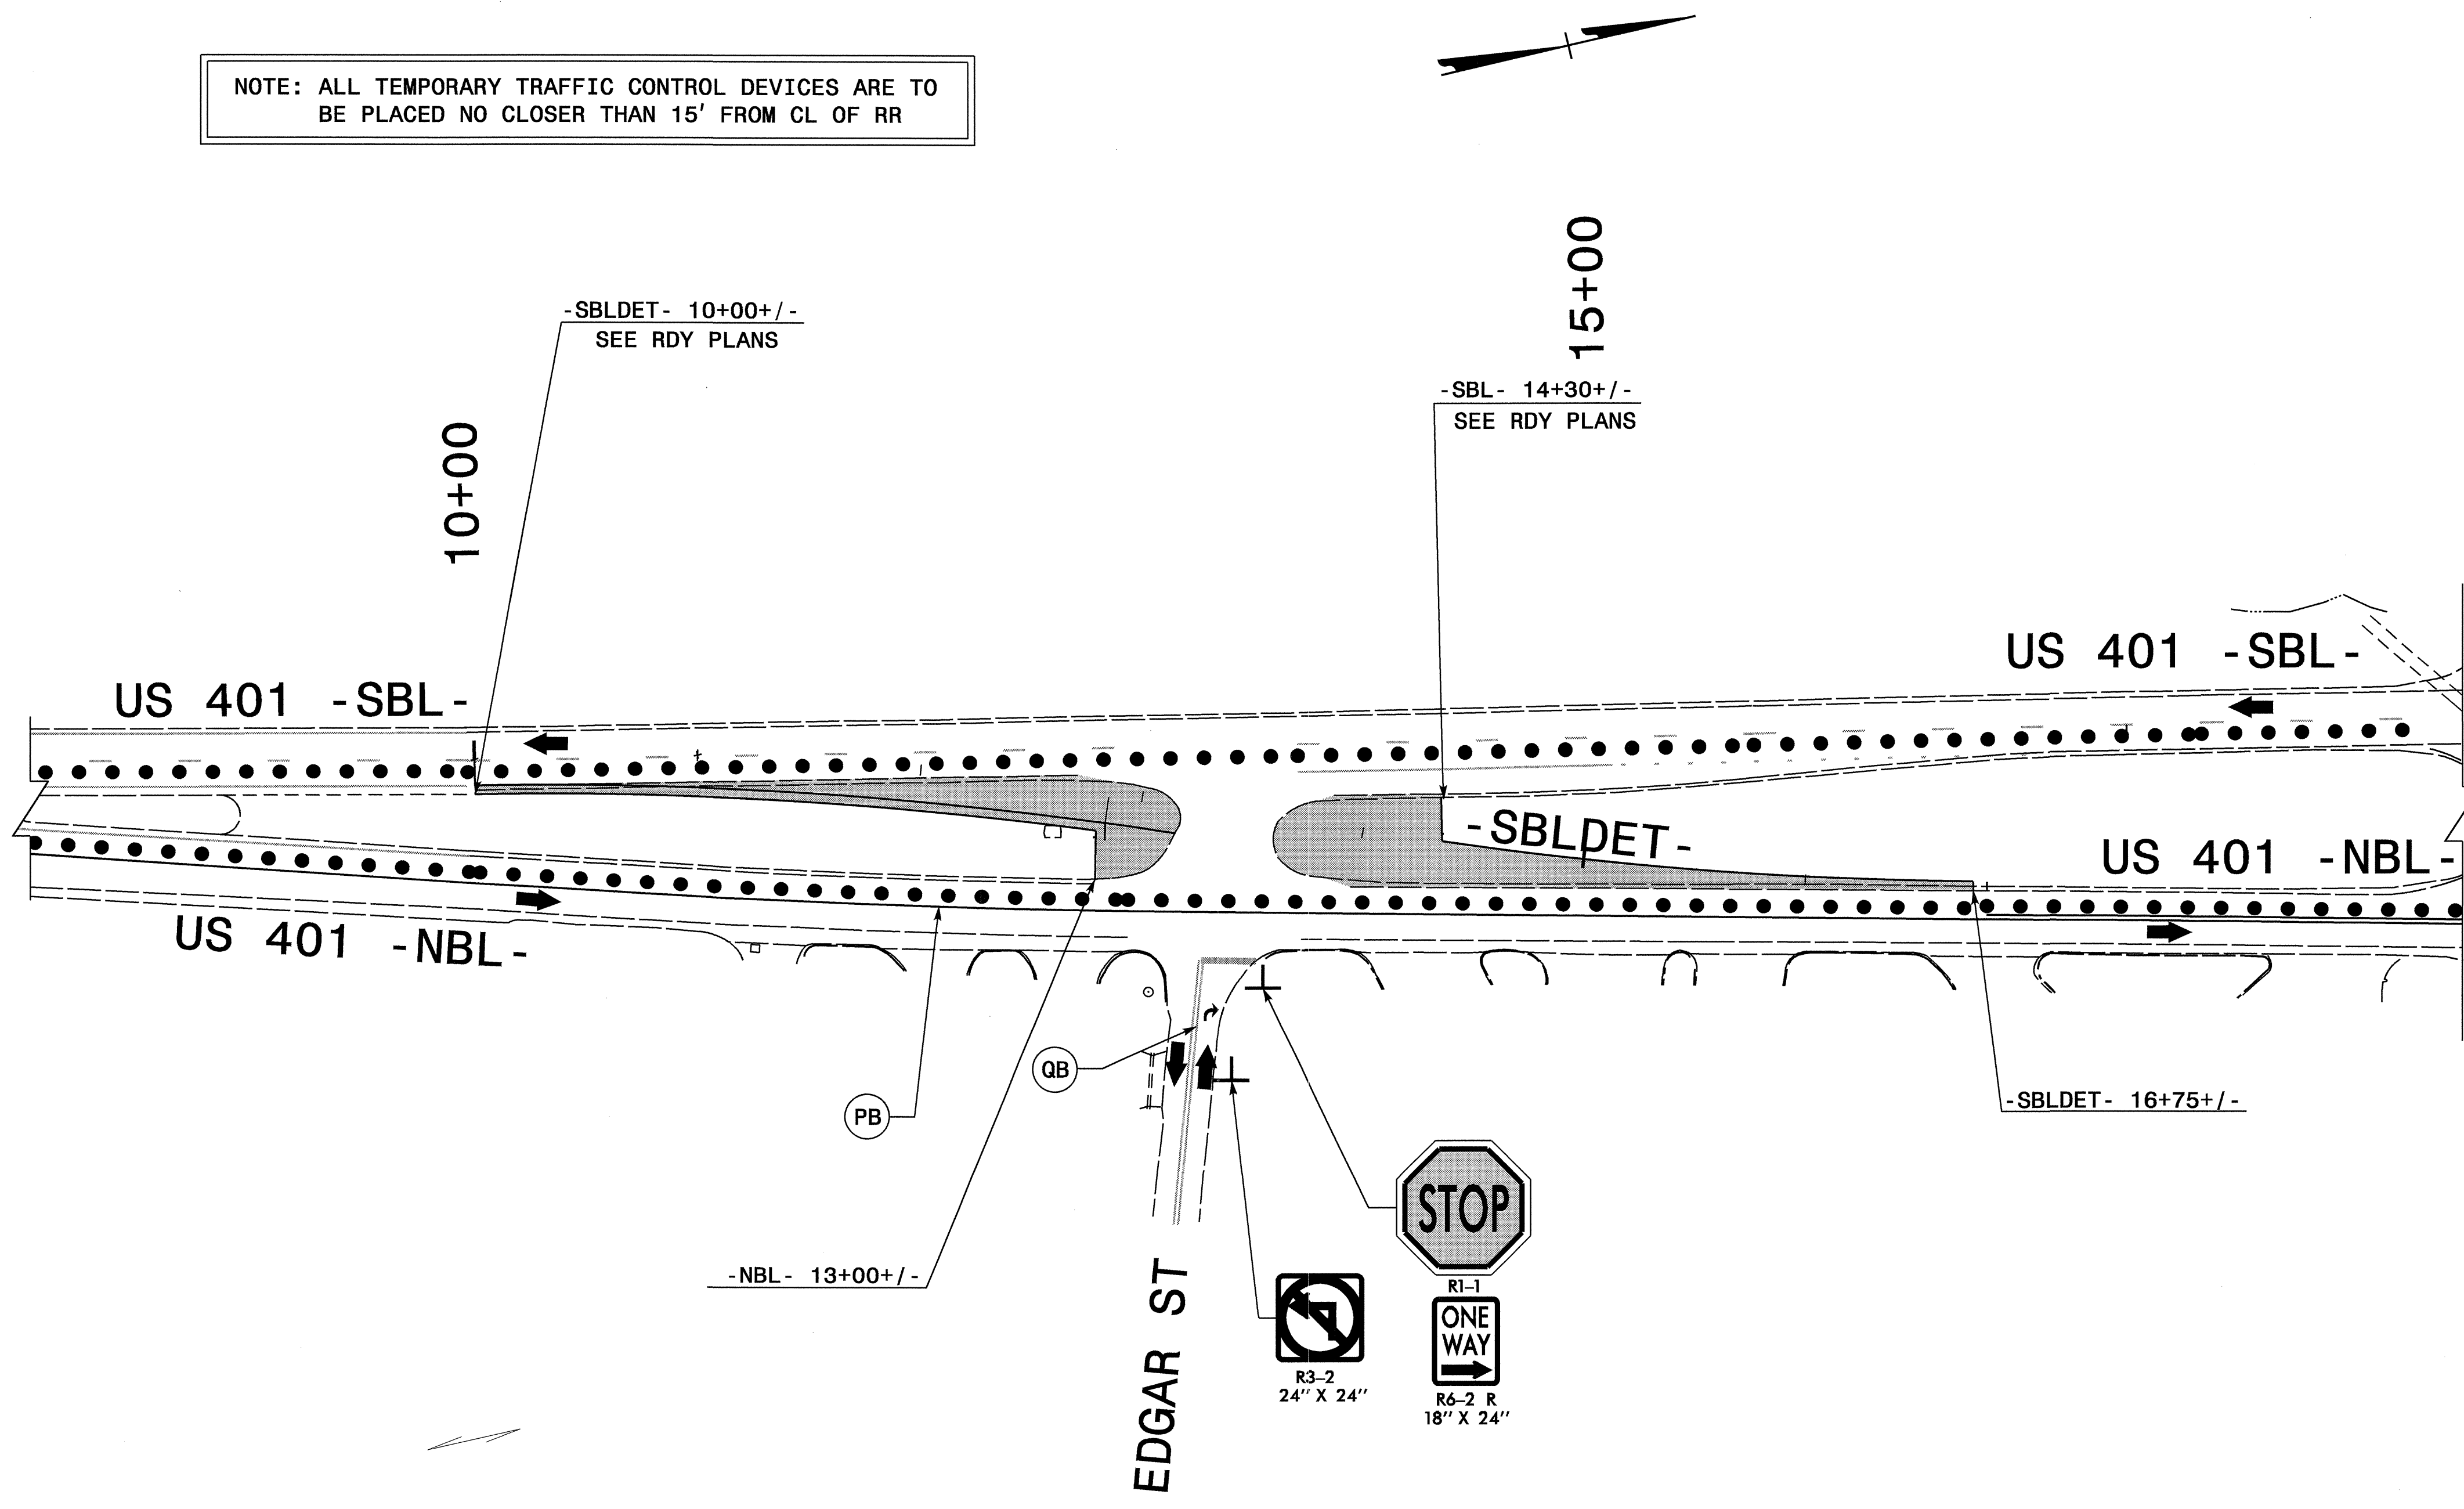 NOTE: ALL TEMPORARY TRAFFIC CONTROL DEVICES ARE TO
BE PLACED NO CLOSER THAN 15' FROM CL OF RR
-SBLDET- 10+00+/-
SEE RDY PLANS
15+00
-SBL- 14+30+/-
SEE RDY PLANS
10+00
US 401 -SBL-
US 401 -SBL-
-SBLDET-
US 401 -NBL-
US 401 -NBL-
QB
PB
-SBLDET- 16+75+/-
STOP
R1-1
-NBL- 13+00+/-
EDGAR ST
ONE
WAY
R3-2
24" X 24"
R6-2 R
18" X 24"